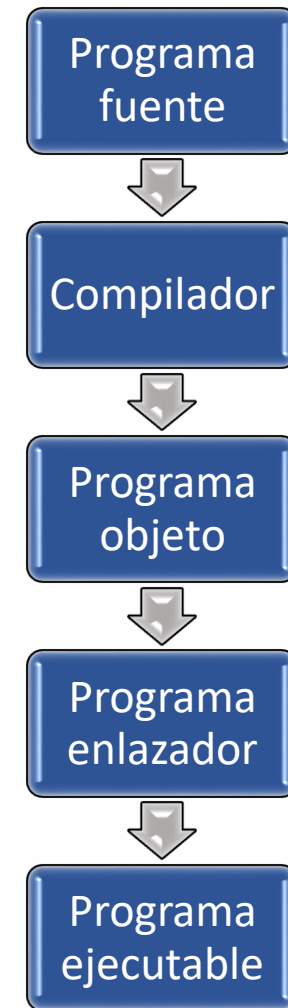 Programa
fuente
Compilador
Programa
objeto
Programa
enlazador
Programa
ejecutable